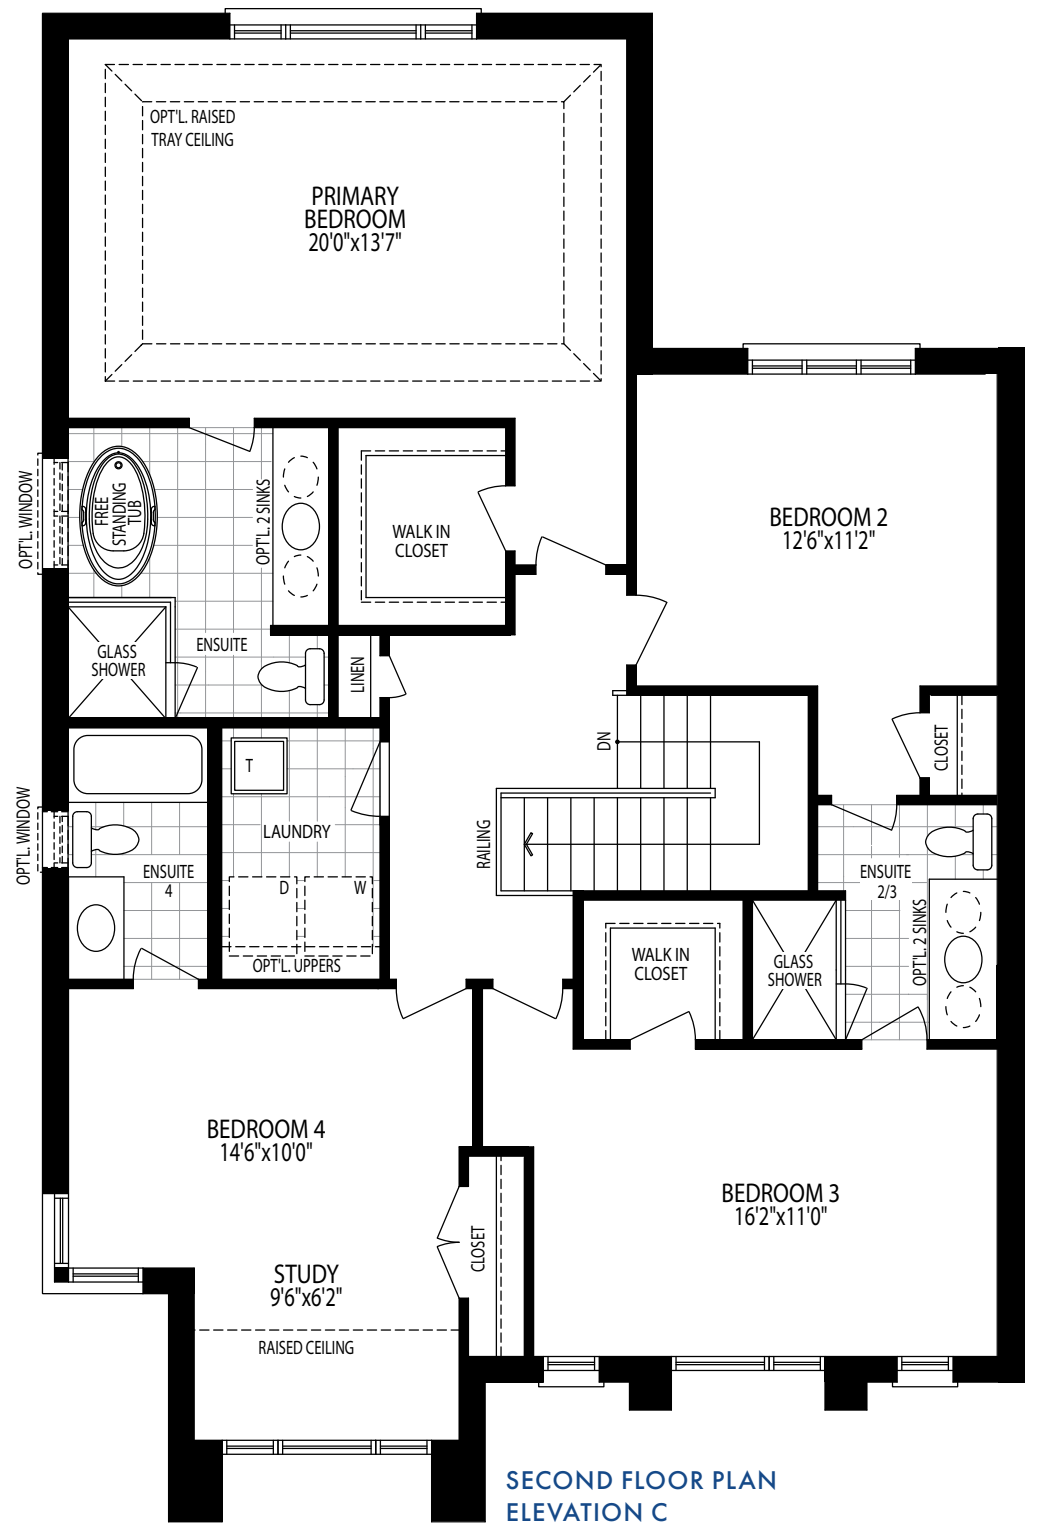 OPT'L. RAISED
TRAY CEILING
PRIMARY
BEDROOM
20'0"x13'7"
OPT'L. WINDOW
FREE
STANDING
TUB
OPT'L. 2 SINKS
WALK IN
CLOSET
BEDROOM 2
12'6"x11'2"
GLASS
SHOWER
ENSUITE
LINEN
DN
CLOSET
T
OPT'L. WINDOW
LAUNDRY
RAILING
ENSUITE
4
D
W
ENSUITE
2/3
OPT'L. 2 SINKS
OPT'L. UPPERS
WALK IN
CLOSET
GLASS
SHOWER
BEDROOM 4
14'6"x10'0"
BEDROOM 3
16'2"x11'0"
CLOSET
STUDY
9'6"x6'2"
RAISED CEILING
SECOND FLOOR PLAN
ELEVATION C